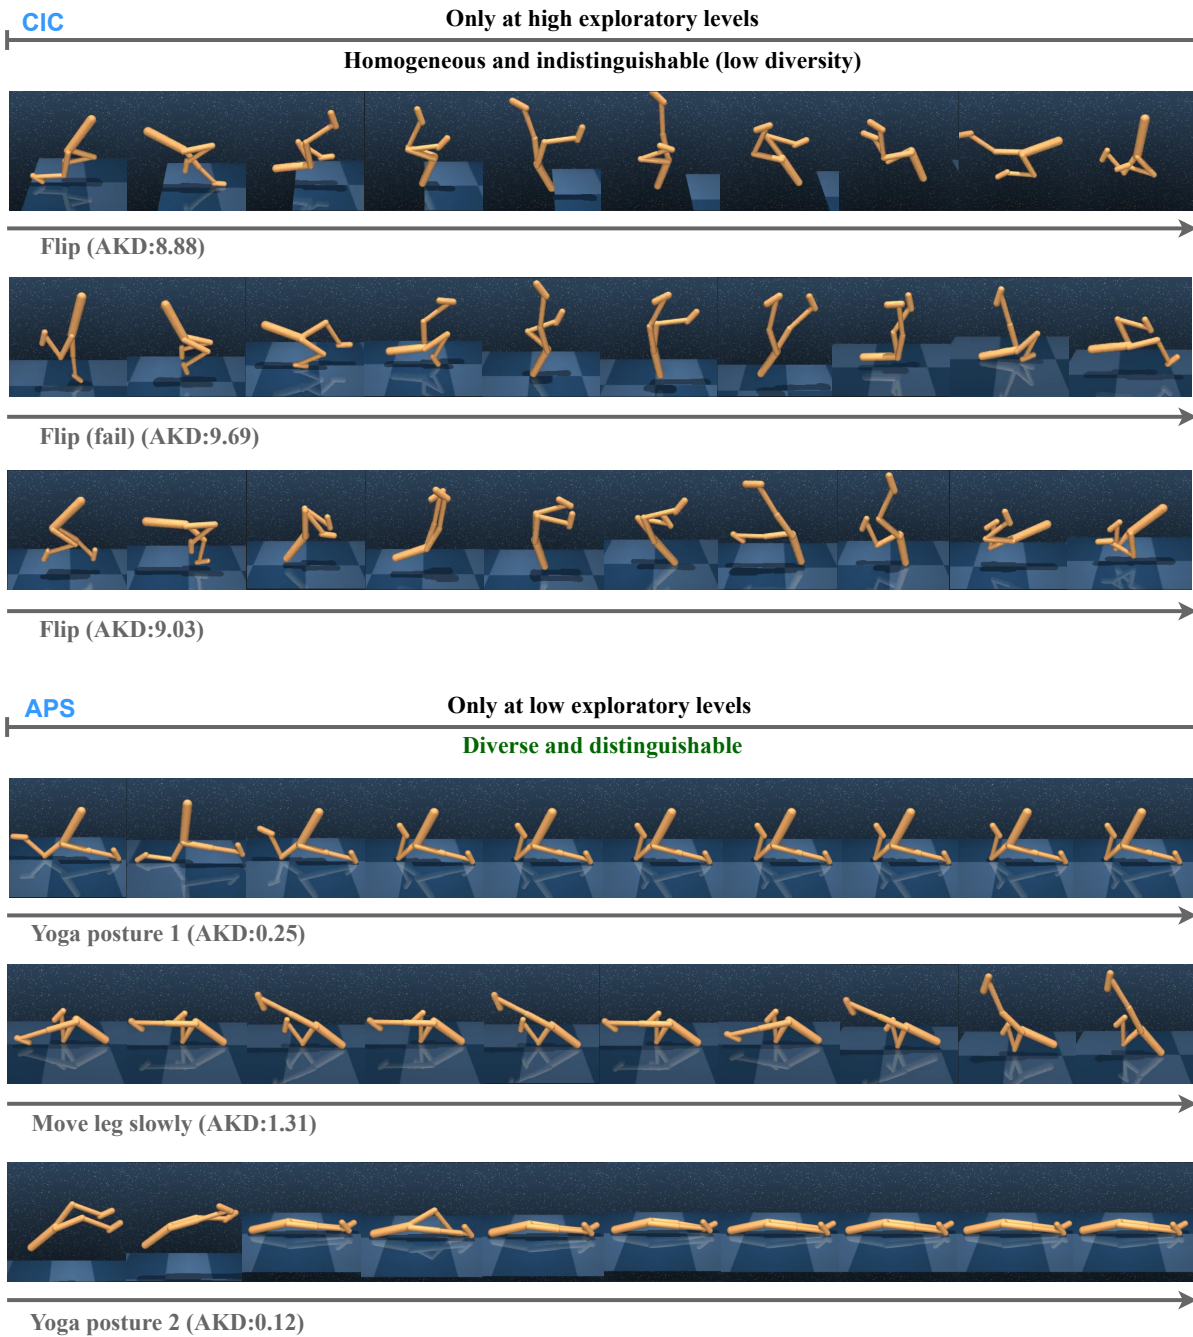 CIC
Only at high exploratory levels
Homogeneous and indistinguishable (low diversity)
Flip (AKD:8.88)
Flip (fail) (AKD:9.69)
Flip (AKD:9.03)
APS
Only at low exploratory levels
Diverse and distinguishable
Yoga posture 1 (AKD:0.25)
Move leg slowly (AKD:1.31)
Yoga posture 2 (AKD:0.12)